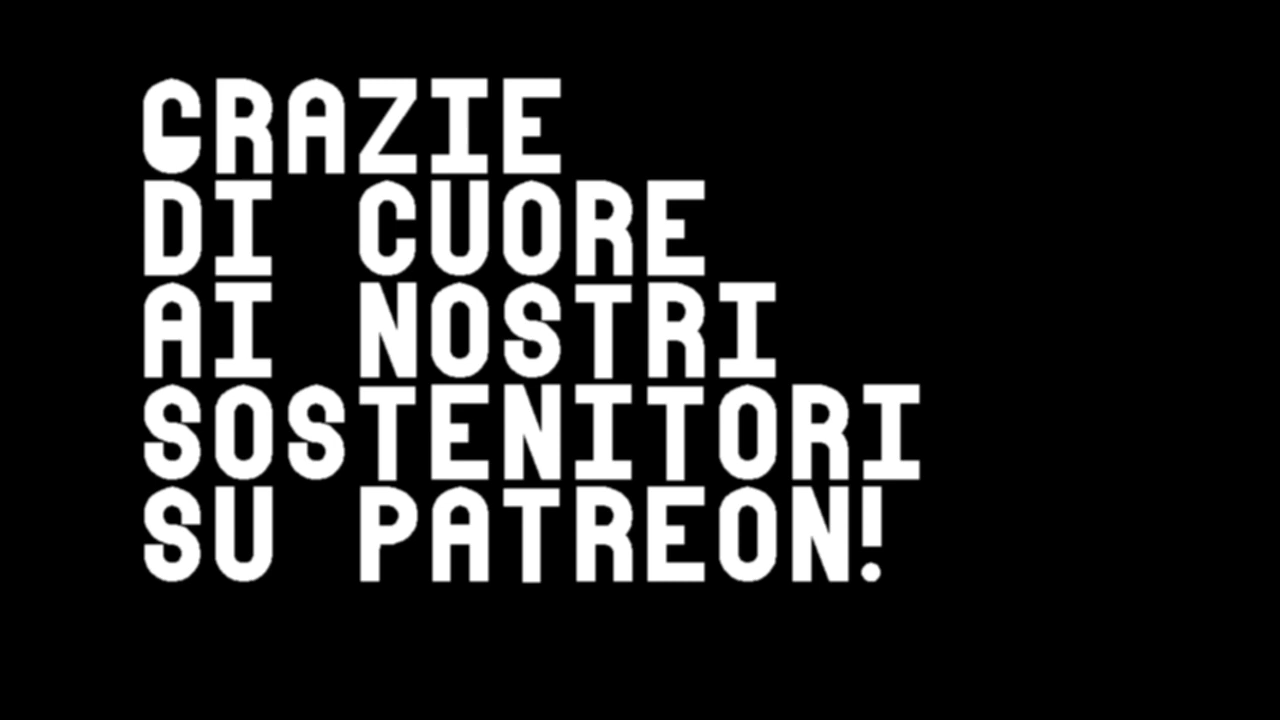 GRAZIE
DI CUORE
AI NOSTRI
SOSTENITORI
SU PATREON!